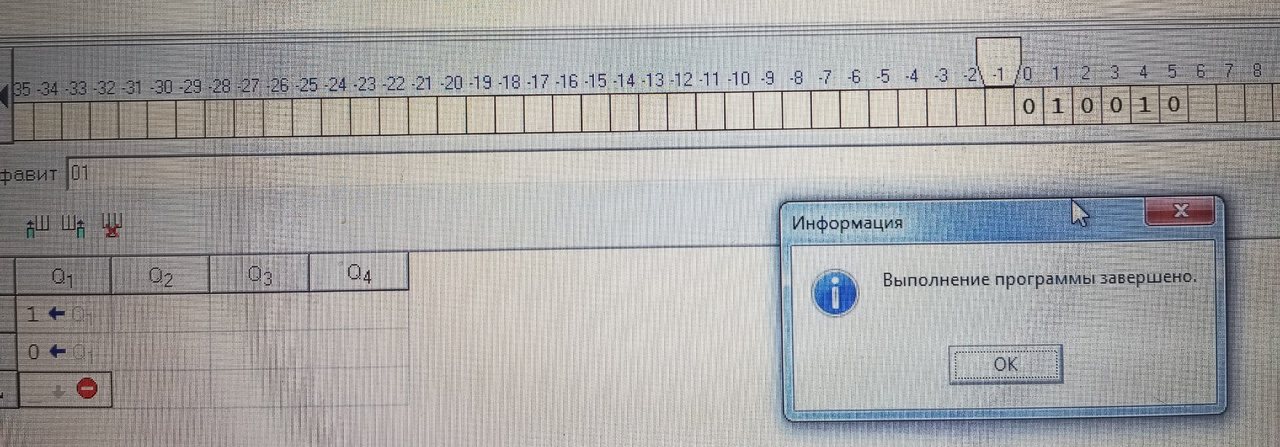 35 -34 -33 -32 -31 -30 -29 -28 -27 -26 -25 -24 -23 -22 -21 -20 -19 -18 -17 -16 -15 -14 -13 -12 -11 -10 -9 -8 -7 -6 -5 -4 -3 -2 -1 0 1 2 3 4 5 6 7 8
0 1 0 0 1 0
фавит 01
Информация
Выполнение программы завершено.
OK
Q1 Q2 Q3 Q4
1 ← Q1
0 ← Q1
↓